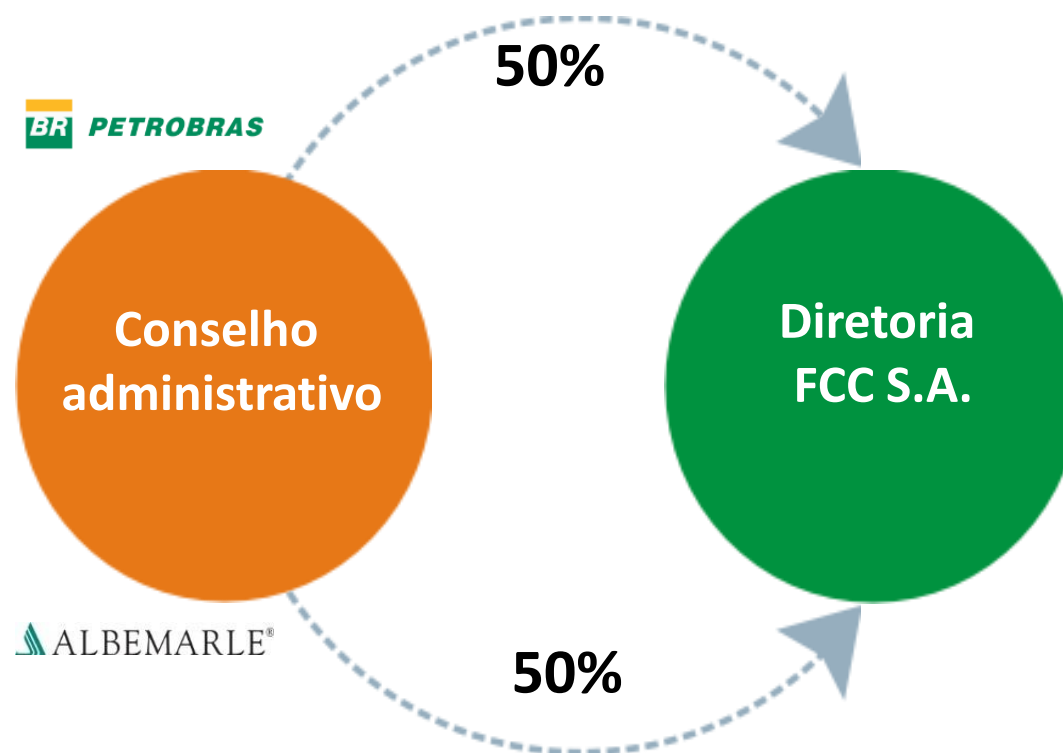 50%
BR PETROBRAS
Conselho
administrativo
Diretoria
FCC S.A.
ALBEMARLE®
50%